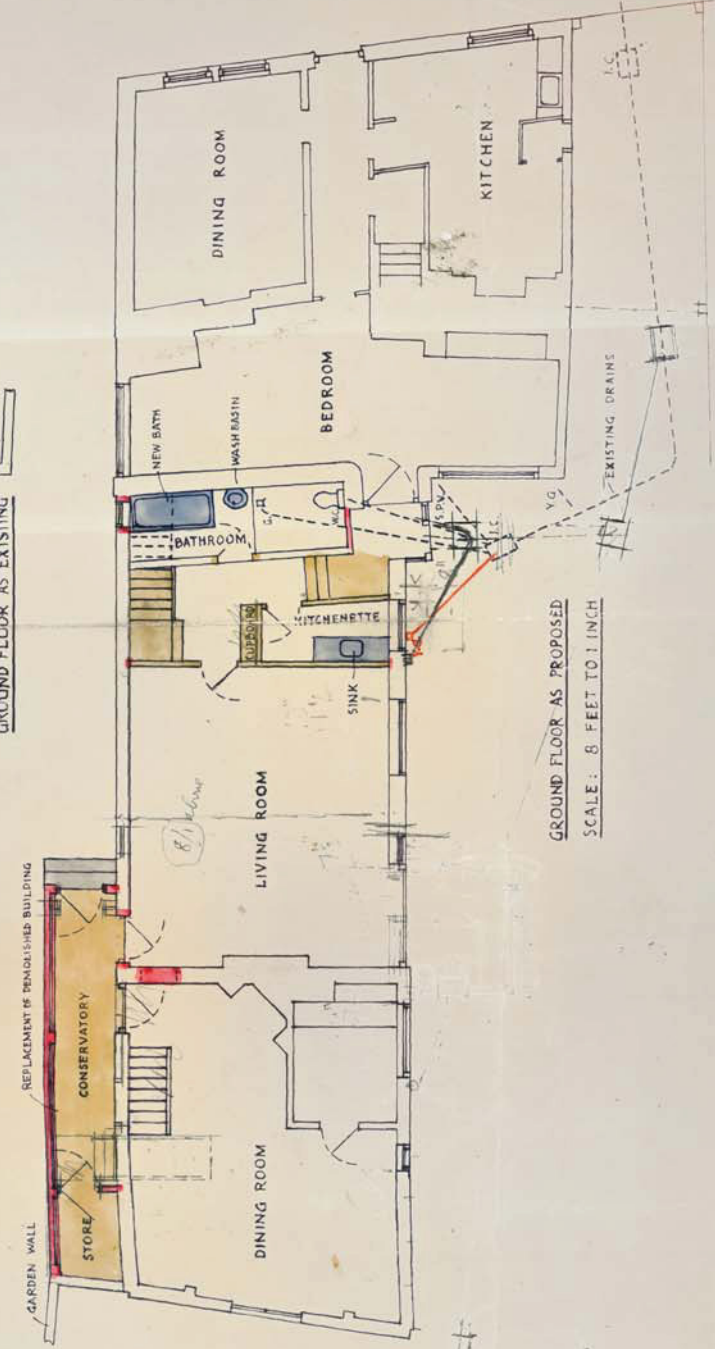 GROUND FLOOR AS EXISTING
GARDEN WALL
REPLACEMENT OF DEMOLISHED BUILDING
STORE
CONSERVATORY
DINING ROOM
LIVING ROOM
CUPBOARD
KITCHENETTE
SINK
BATHROOM
NEW BATH
WASH BASIN
G.
W.C.
S.P.V.
I.C.
Y.G.
BEDROOM
DINING ROOM
KITCHEN
I.C.
EXISTING DRAINS
GROUND FLOOR AS PROPOSED
SCALE: 8 FEET TO 1 INCH